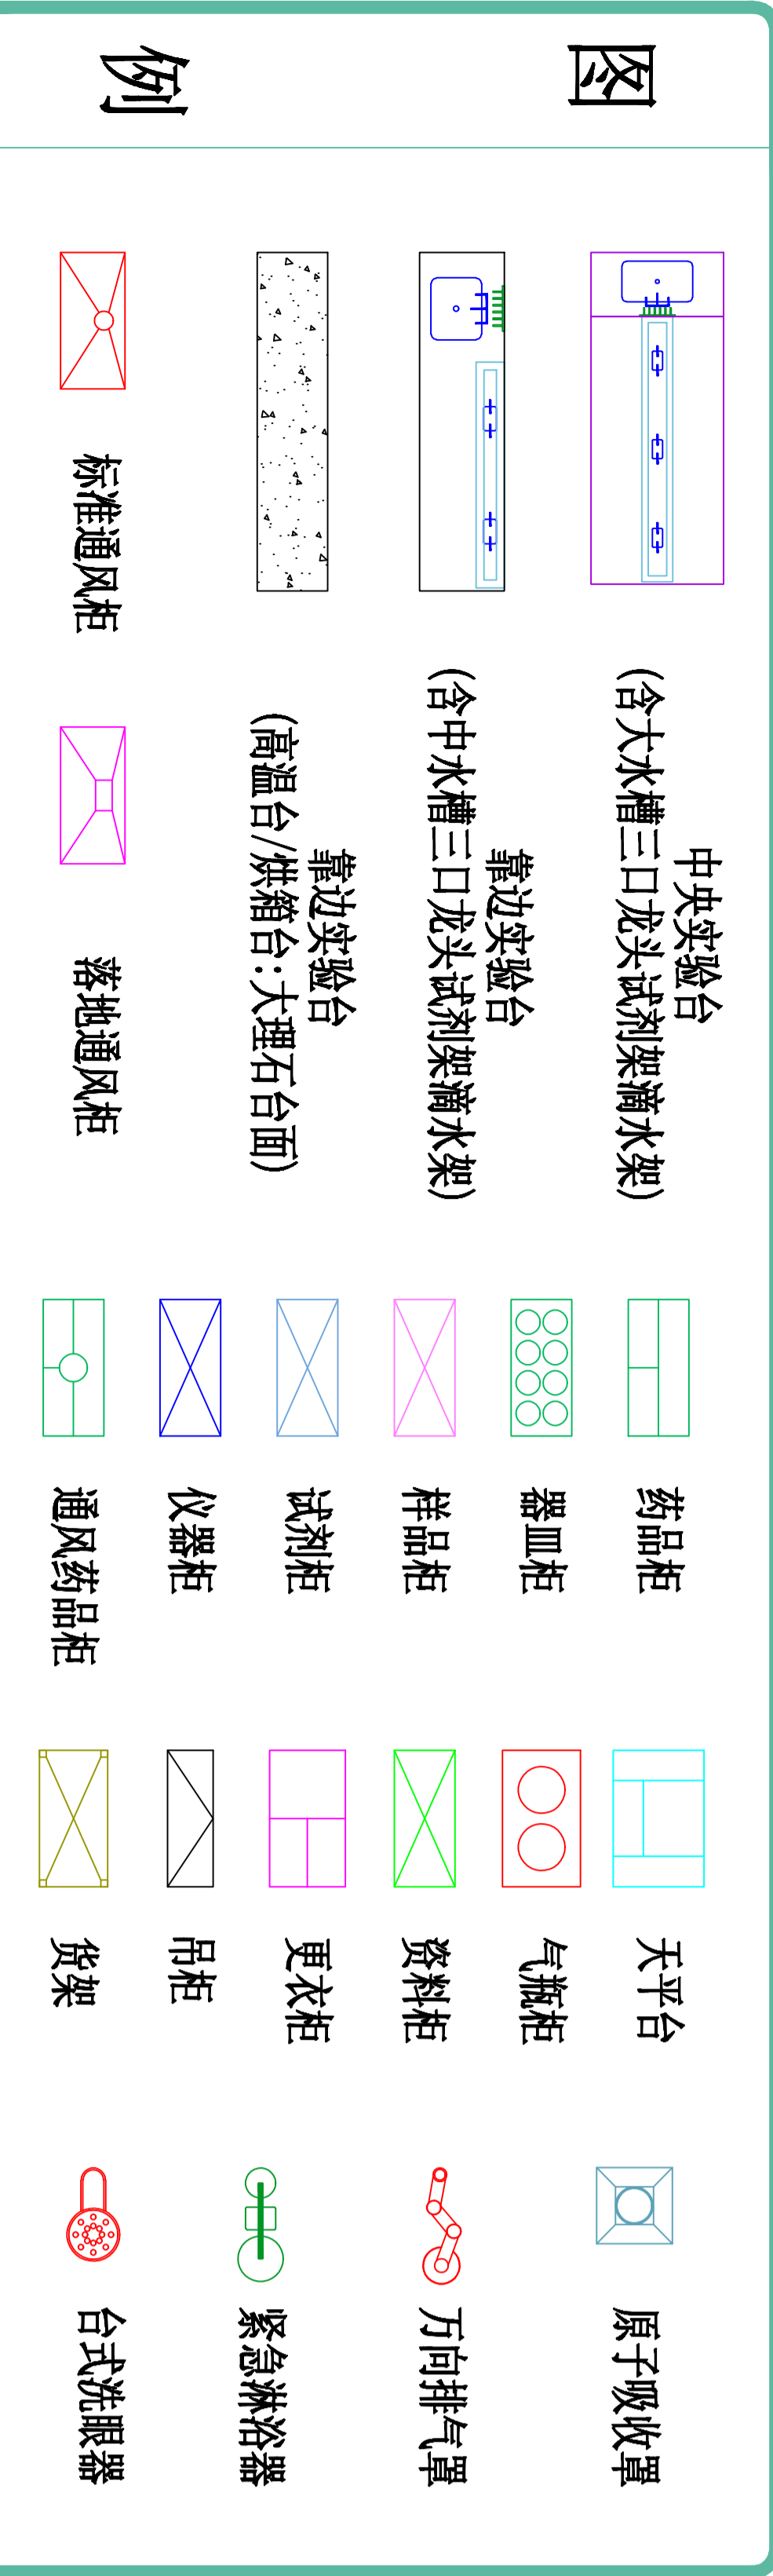 图例
中央实验台
(含大水槽三口龙头试剂架滴水架)
靠边实验台
(含中水槽三口龙头试剂架滴水架)
靠边实验台
(高温台/烘箱台:大理石台面)
标准通风柜
落地通风柜
药品柜
器皿柜
样品柜
试剂柜
仪器柜
通风药品柜
天平台
气瓶柜
资料柜
更衣柜
吊柜
货架
原子吸收罩
万向排气罩
紧急淋浴器
台式洗眼器